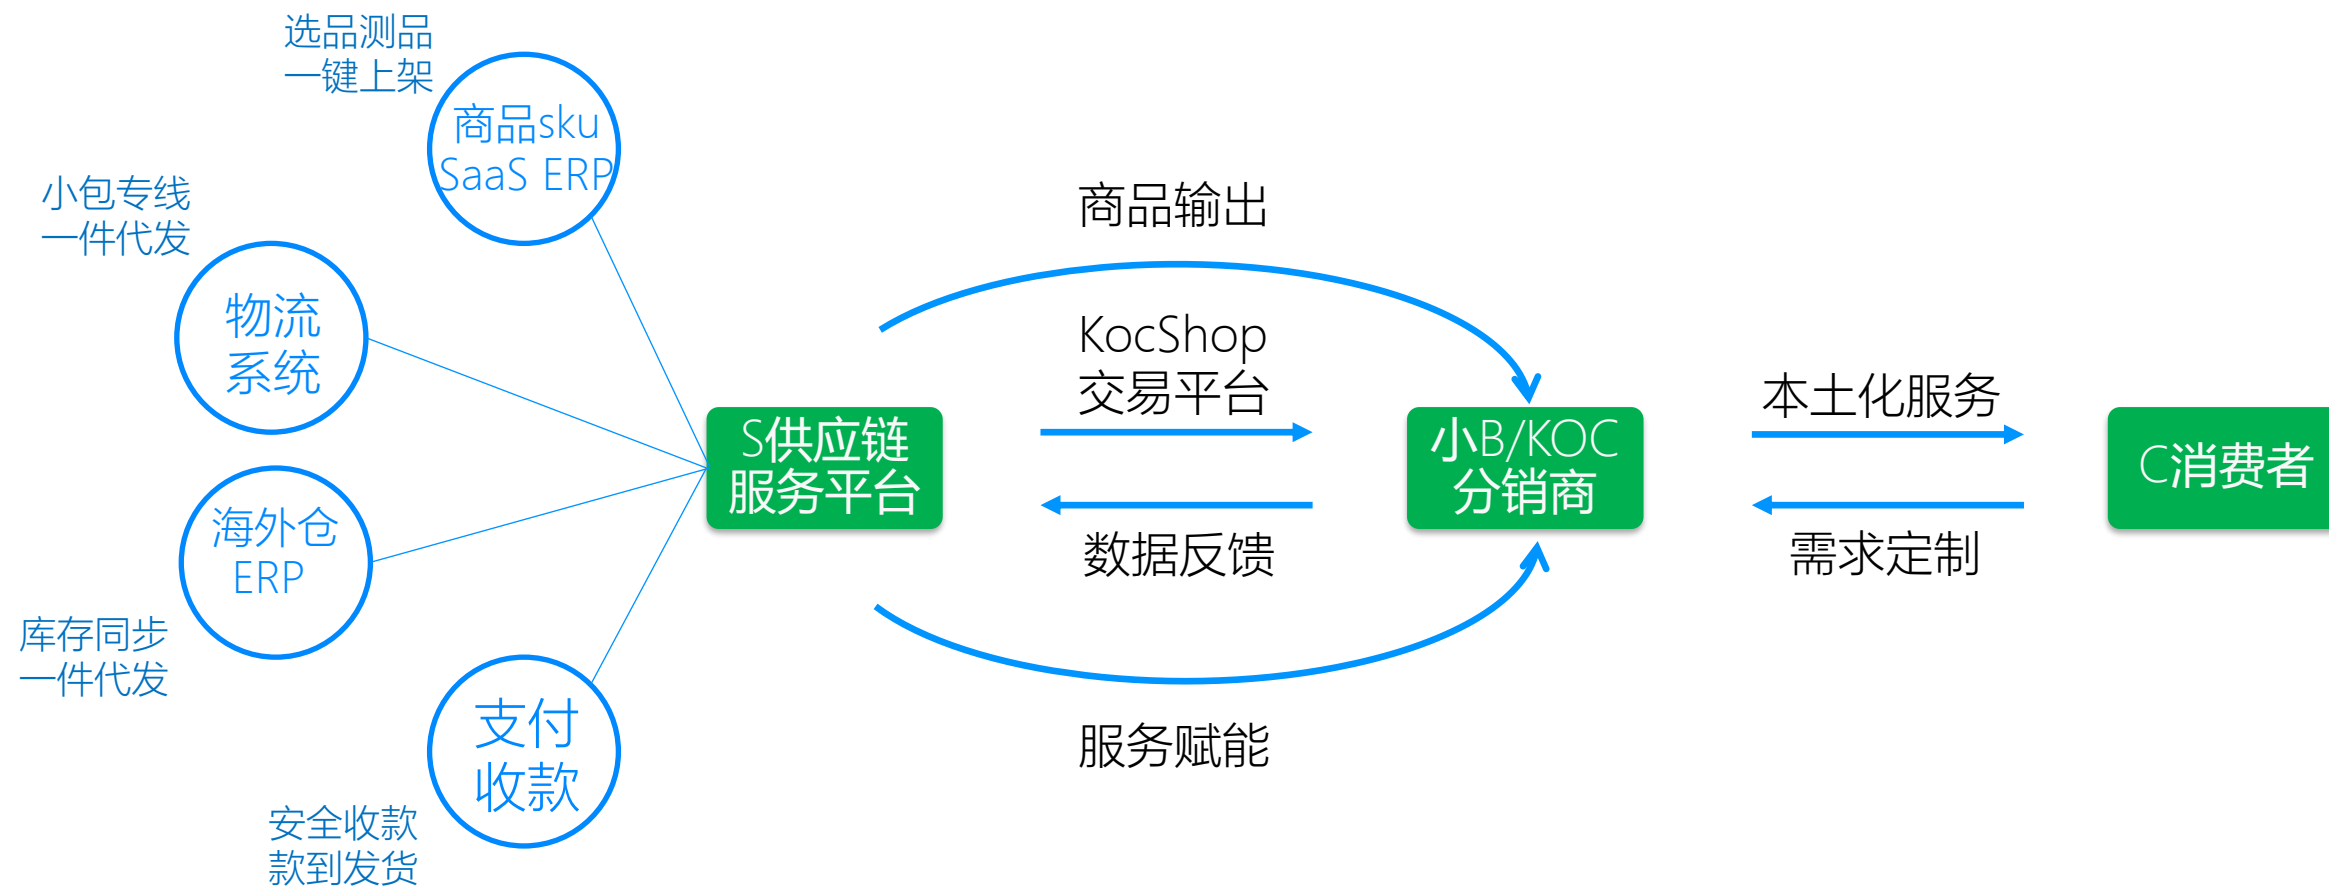 选品测品
一键上架
商品sku
SaaS ERP
小包专线
一件代发
物流
系统
海外仓
ERP
库存同步
一件代发
支付
收款
安全收款
款到发货
S供应链
服务平台
商品输出
KocShop
交易平台
数据反馈
服务赋能
小B/KOC
分销商
本土化服务
需求定制
C消费者